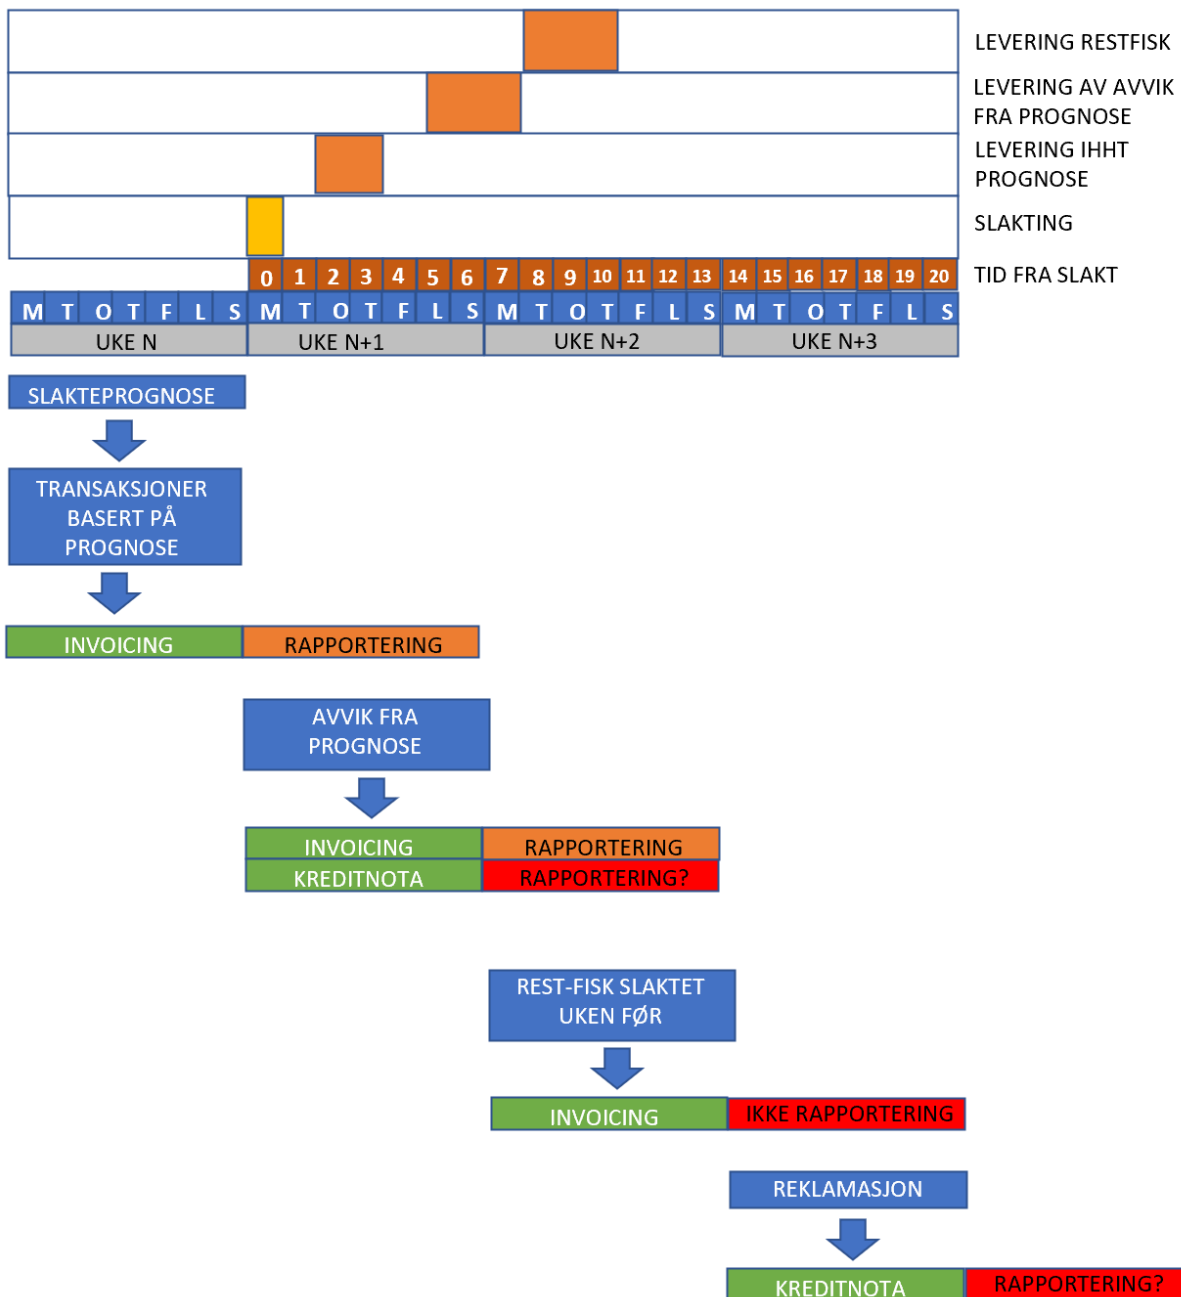 LEVERING RESTFISK
LEVERING AV AVVIK
FRA PROGNOSE
LEVERING IHHT
PROGNOSE
SLAKTING
0 1 2 3 4 5 6 7 8 9 10 11 12 13 14 15 16 17 18 19 20 TID FRA SLAKT
M T O T F L S M T O T F L S M T O T F L S M T O T F L S
UKE N UKE N+1 UKE N+2 UKE N+3
SLAKTEPROGNOSE
TRANSAKSJONER
BASERT PÅ
PROGNOSE
INVOICING RAPPORTERING
AVVIK FRA
PROGNOSE
INVOICING RAPPORTERING
KREDITNOTA RAPPORTERING?
REST-FISK SLAKTET
UKEN FØR
INVOICING IKKE RAPPORTERING
REKLAMASJON
KREDITNOTA RAPPORTERING?